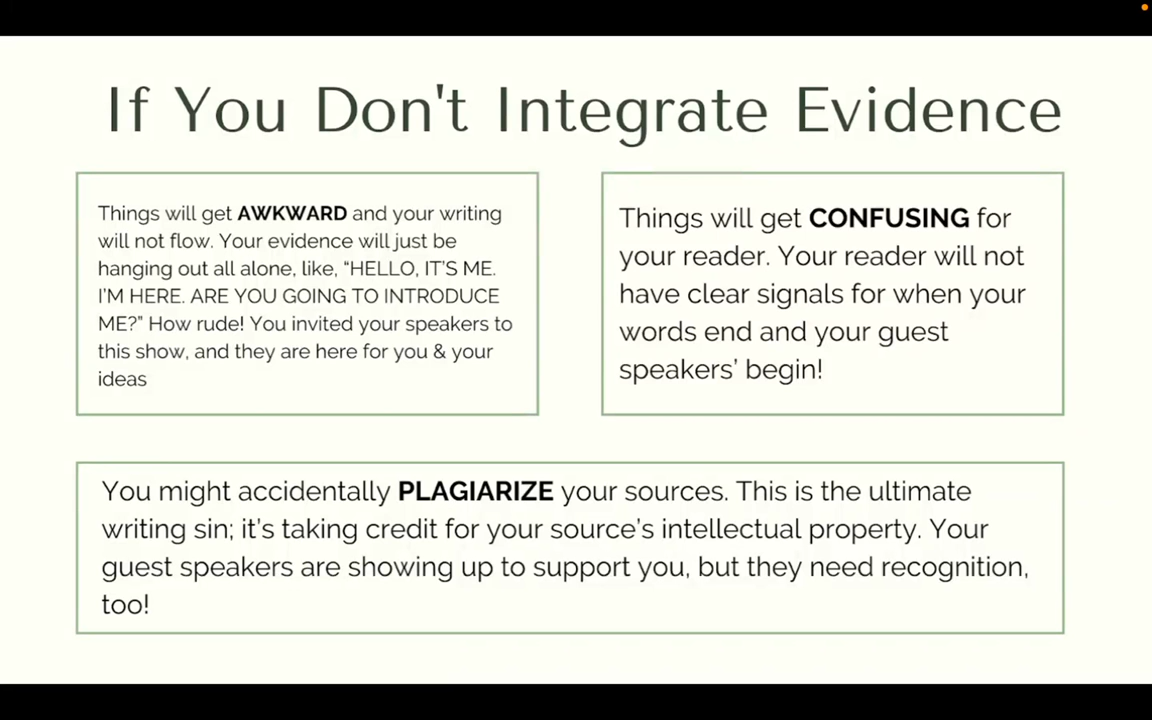 If You Don't Integrate Evidence
Things will get AWKWARD and your writing
will not flow. Your evidence will just be
hanging out all alone, like, “HELLO, IT’S ME.
I’M HERE. ARE YOU GOING TO INTRODUCE
ME?” How rude! You invited your speakers to
this show, and they are here for you & your
ideas
Things will get CONFUSING for
your reader. Your reader will not
have clear signals for when your
words end and your guest
speakers’ begin!
You might accidentally PLAGIARIZE your sources. This is the ultimate
writing sin; it’s taking credit for your source’s intellectual property. Your
guest speakers are showing up to support you, but they need recognition,
too!